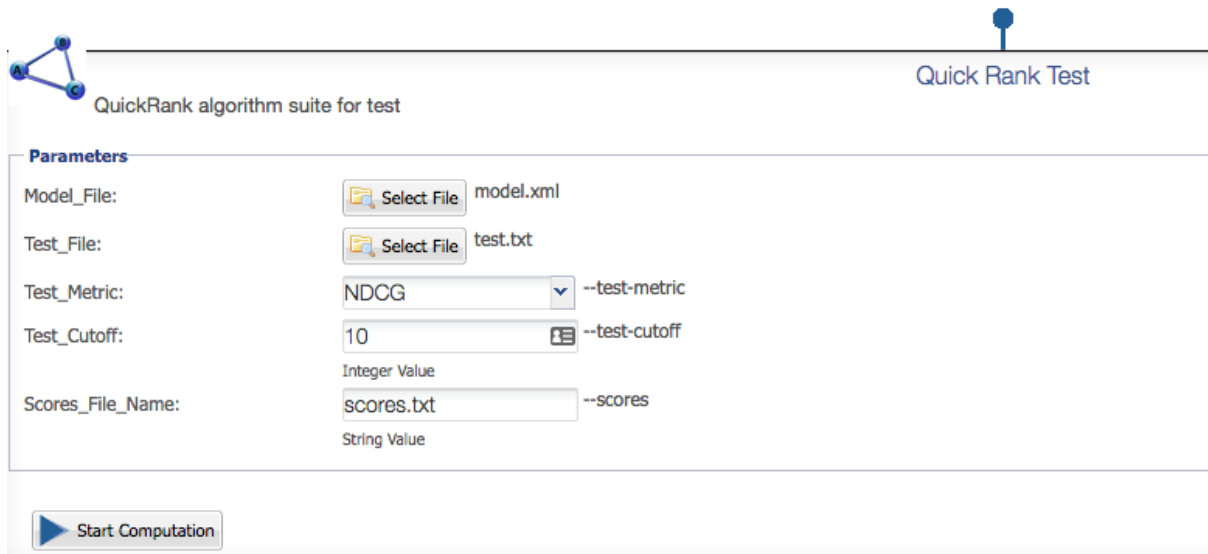 Quick Rank Test
B
A
C
QuickRank algorithm suite for test
Parameters
Model_File: Select File model.xml
Test_File: Select File test.txt
Test_Metric: NDCG --test-metric
Test_Cutoff: 10 --test-cutoff
Integer Value
Scores_File_Name: scores.txt --scores
String Value
Start Computation